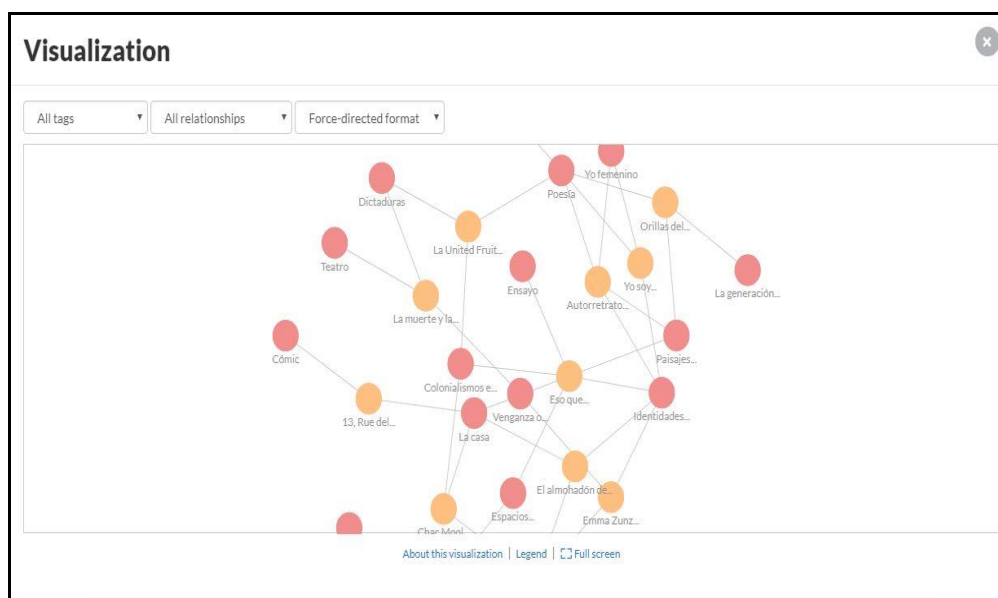 Visualization
x
All tags
All relationships
Force-directed format
Yo femenino
Poesía
Dictaduras
Orillas del...
La United Fruit...
Teatro
Ensayo
Yo soy...
La generación...
Autorretrato...
La muerte y la...
Cómic
Paisajes...
Colonialismos e...
Eso que...
Venganza o...
Identidades...
13, Rue del...
La casa
El almohadón de...
Espacios...
Emma Zunz...
Chac Mool
About this visualization | Legend | Full screen